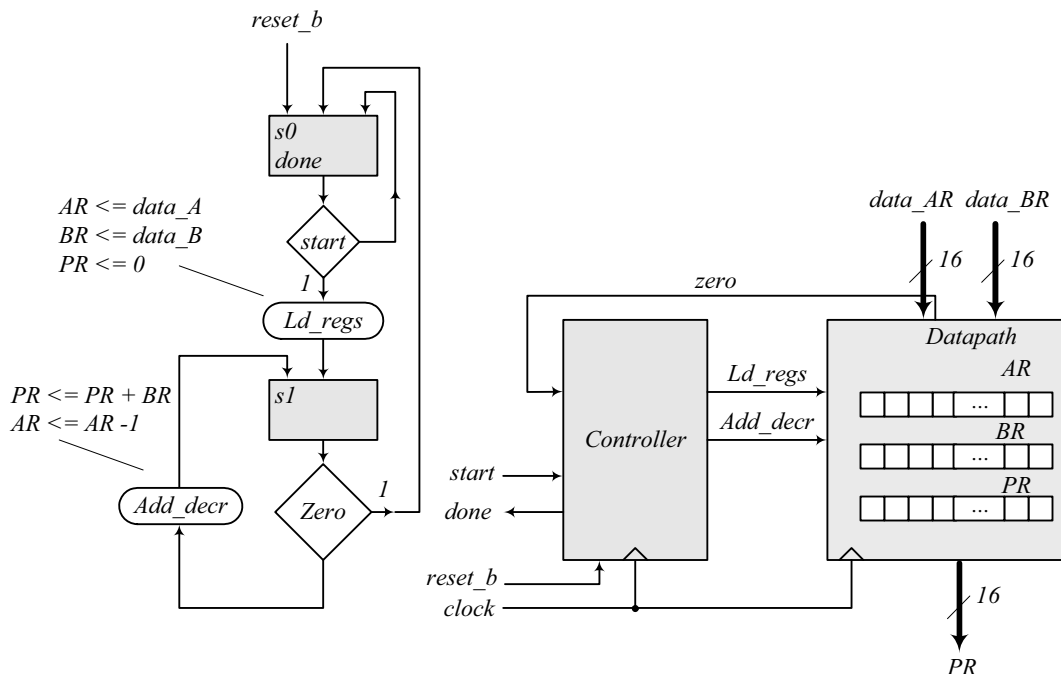 reset_b
s0
done
AR <= data_A
BR <= data_B
PR <= 0
start
1
Ld_regs
s1
PR <= PR + BR
AR <= AR -1
Add_decr
Zero
1
data_AR
data_BR
16
16
zero
Datapath
AR
Ld_regs
...
Controller
Add_decr
BR
...
start
PR
done
...
reset_b
clock
16
PR